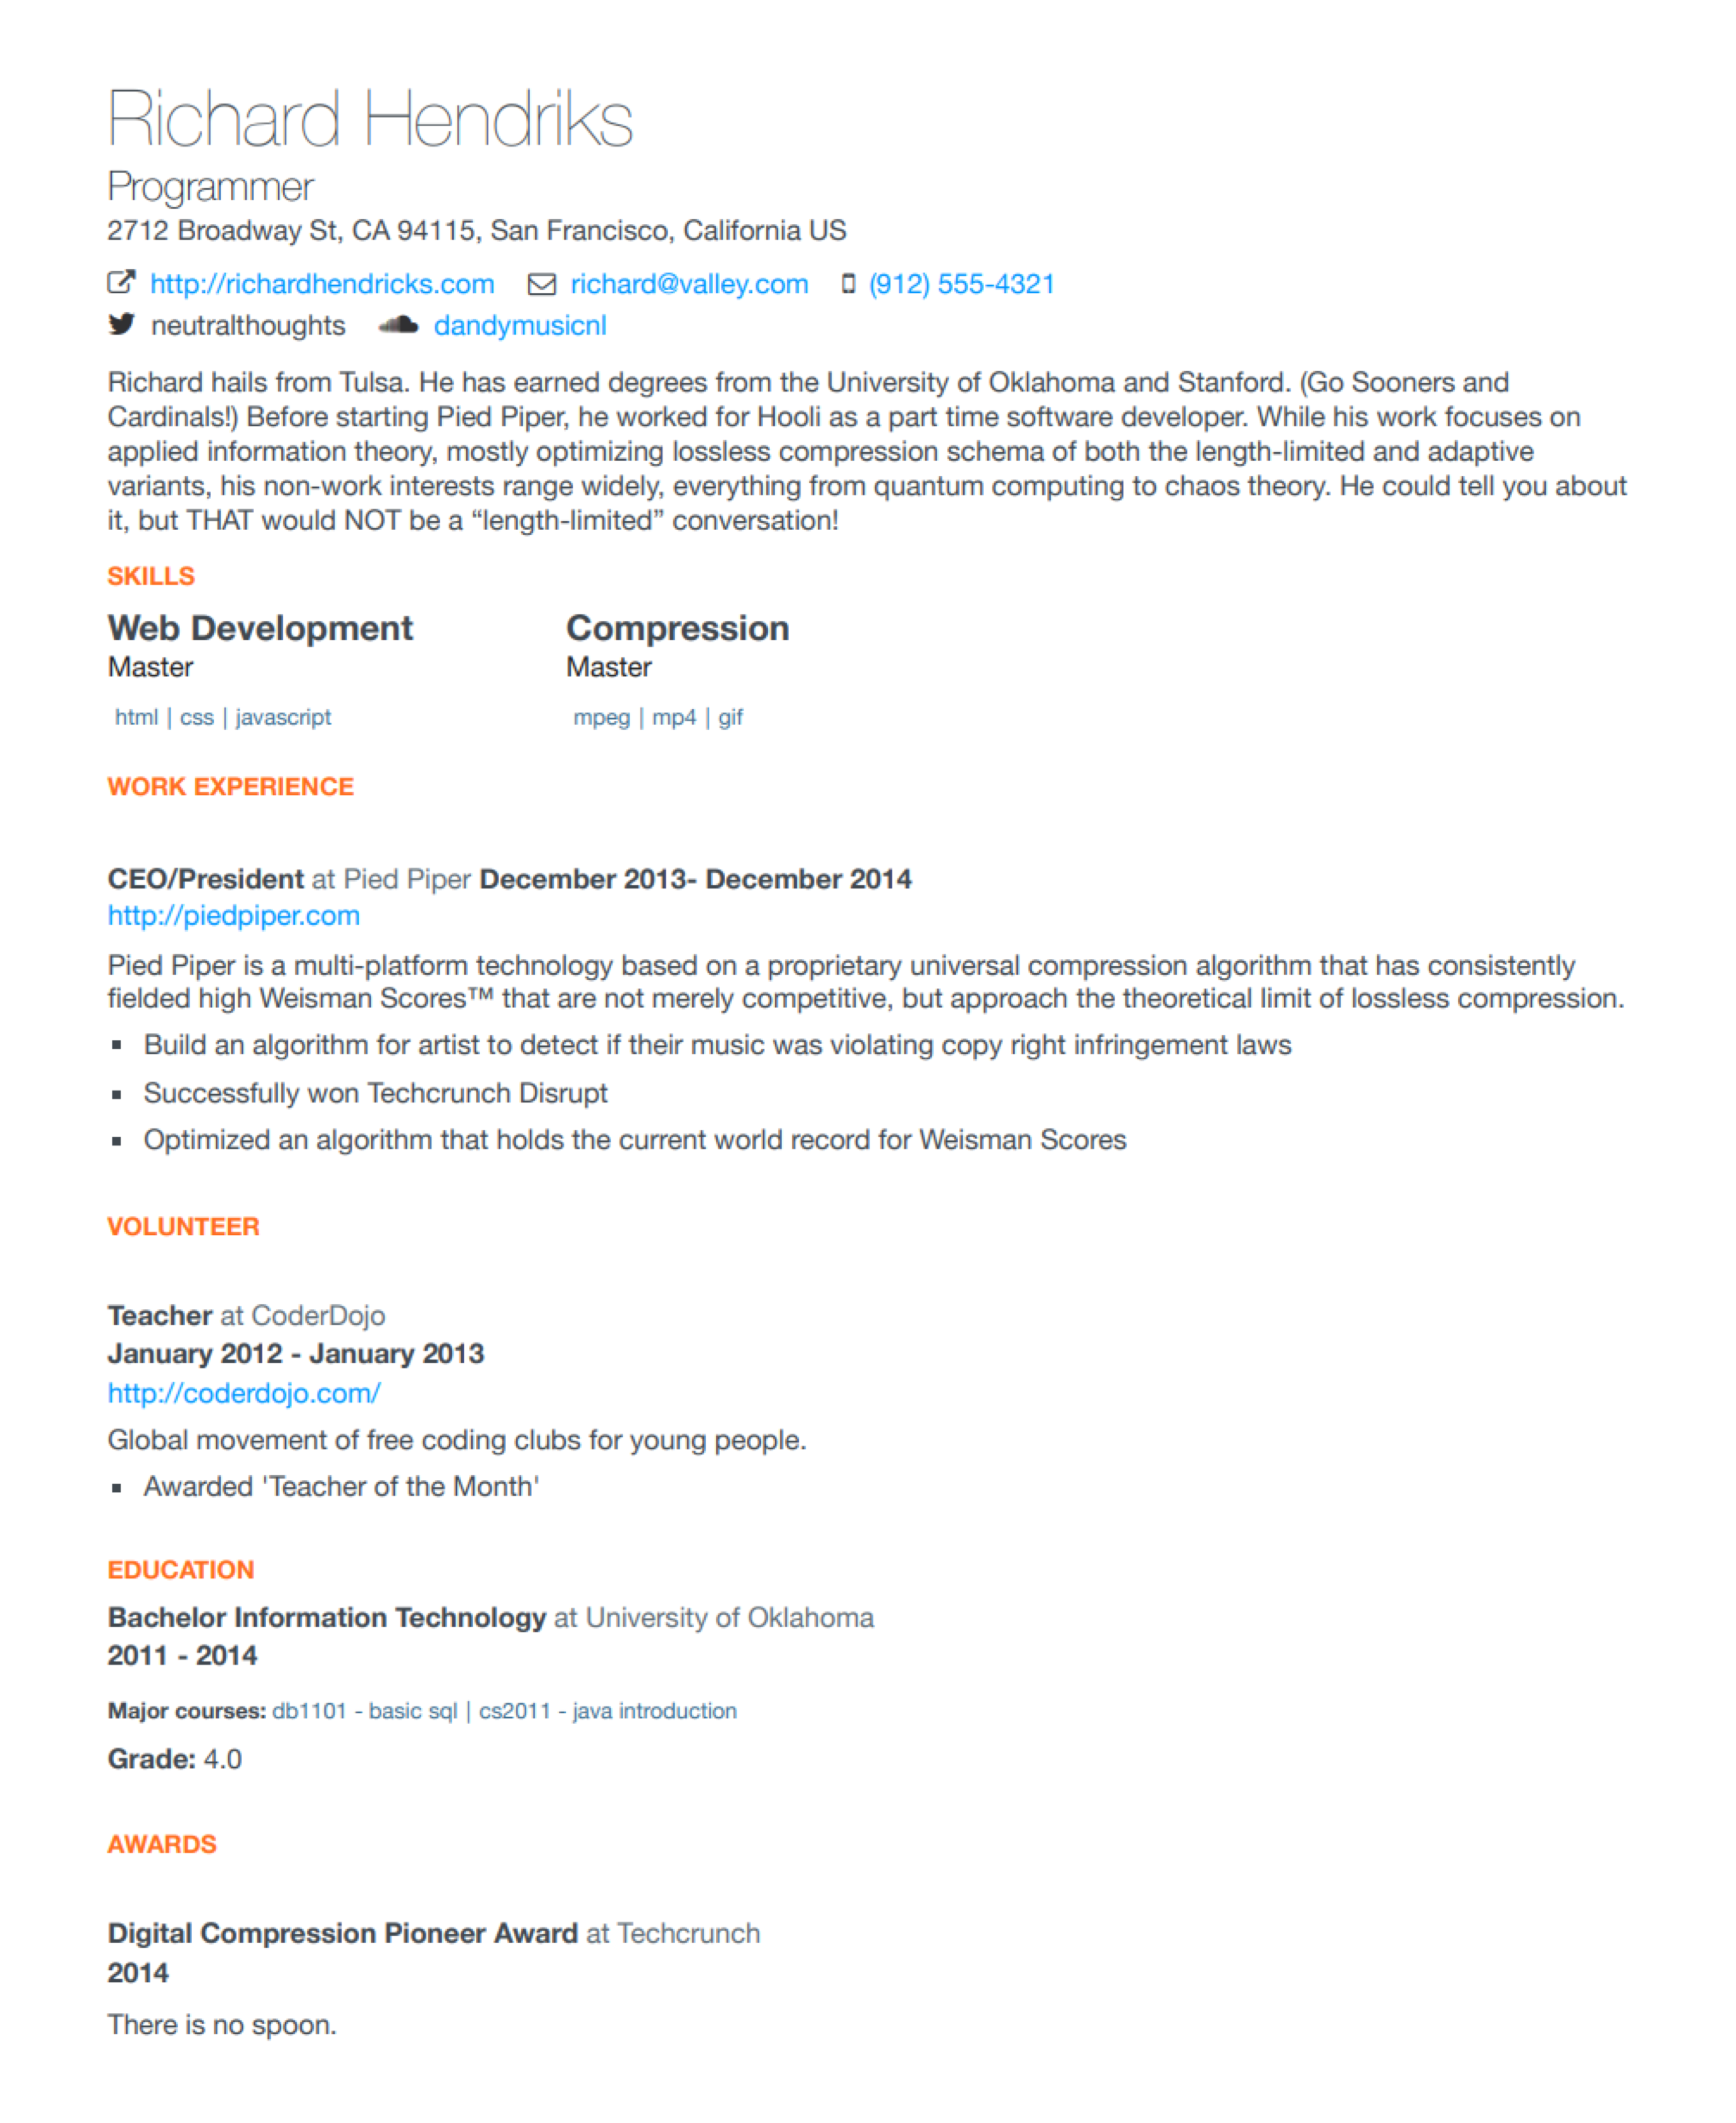 Richard Hendriks
Programmer
2712 Broadway St, CA 94115, San Francisco, California US
http://richardhendricks.com richard@valley.com (912) 555-4321
neutralthoughts dandymusicnl
Richard hails from Tulsa. He has earned degrees from the University of Oklahoma and Stanford. (Go Sooners and
Cardinals!) Before starting Pied Piper, he worked for Hooli as a part time software developer. While his work focuses on
applied information theory, mostly optimizing lossless compression schema of both the length-limited and adaptive
variants, his non-work interests range widely, everything from quantum computing to chaos theory. He could tell you about
it, but THAT would NOT be a “length-limited” conversation!
SKILLS
Web Development Compression
Master Master
html | css | javascript mpeg | mp4 | gif
WORK EXPERIENCE
CEO/President at Pied Piper December 2013- December 2014
http://piedpiper.com
Pied Piper is a multi-platform technology based on a proprietary universal compression algorithm that has consistently
fielded high Weisman Scores™ that are not merely competitive, but approach the theoretical limit of lossless compression.
▪ Build an algorithm for artist to detect if their music was violating copy right infringement laws
▪ Successfully won Techcrunch Disrupt
▪ Optimized an algorithm that holds the current world record for Weisman Scores
VOLUNTEER
Teacher at CoderDojo
January 2012 - January 2013
http://coderdojo.com/
Global movement of free coding clubs for young people.
▪ Awarded 'Teacher of the Month'
EDUCATION
Bachelor Information Technology at University of Oklahoma
2011 - 2014
Major courses: db1101 - basic sql | cs2011 - java introduction
Grade: 4.0
AWARDS
Digital Compression Pioneer Award at Techcrunch
2014
There is no spoon.